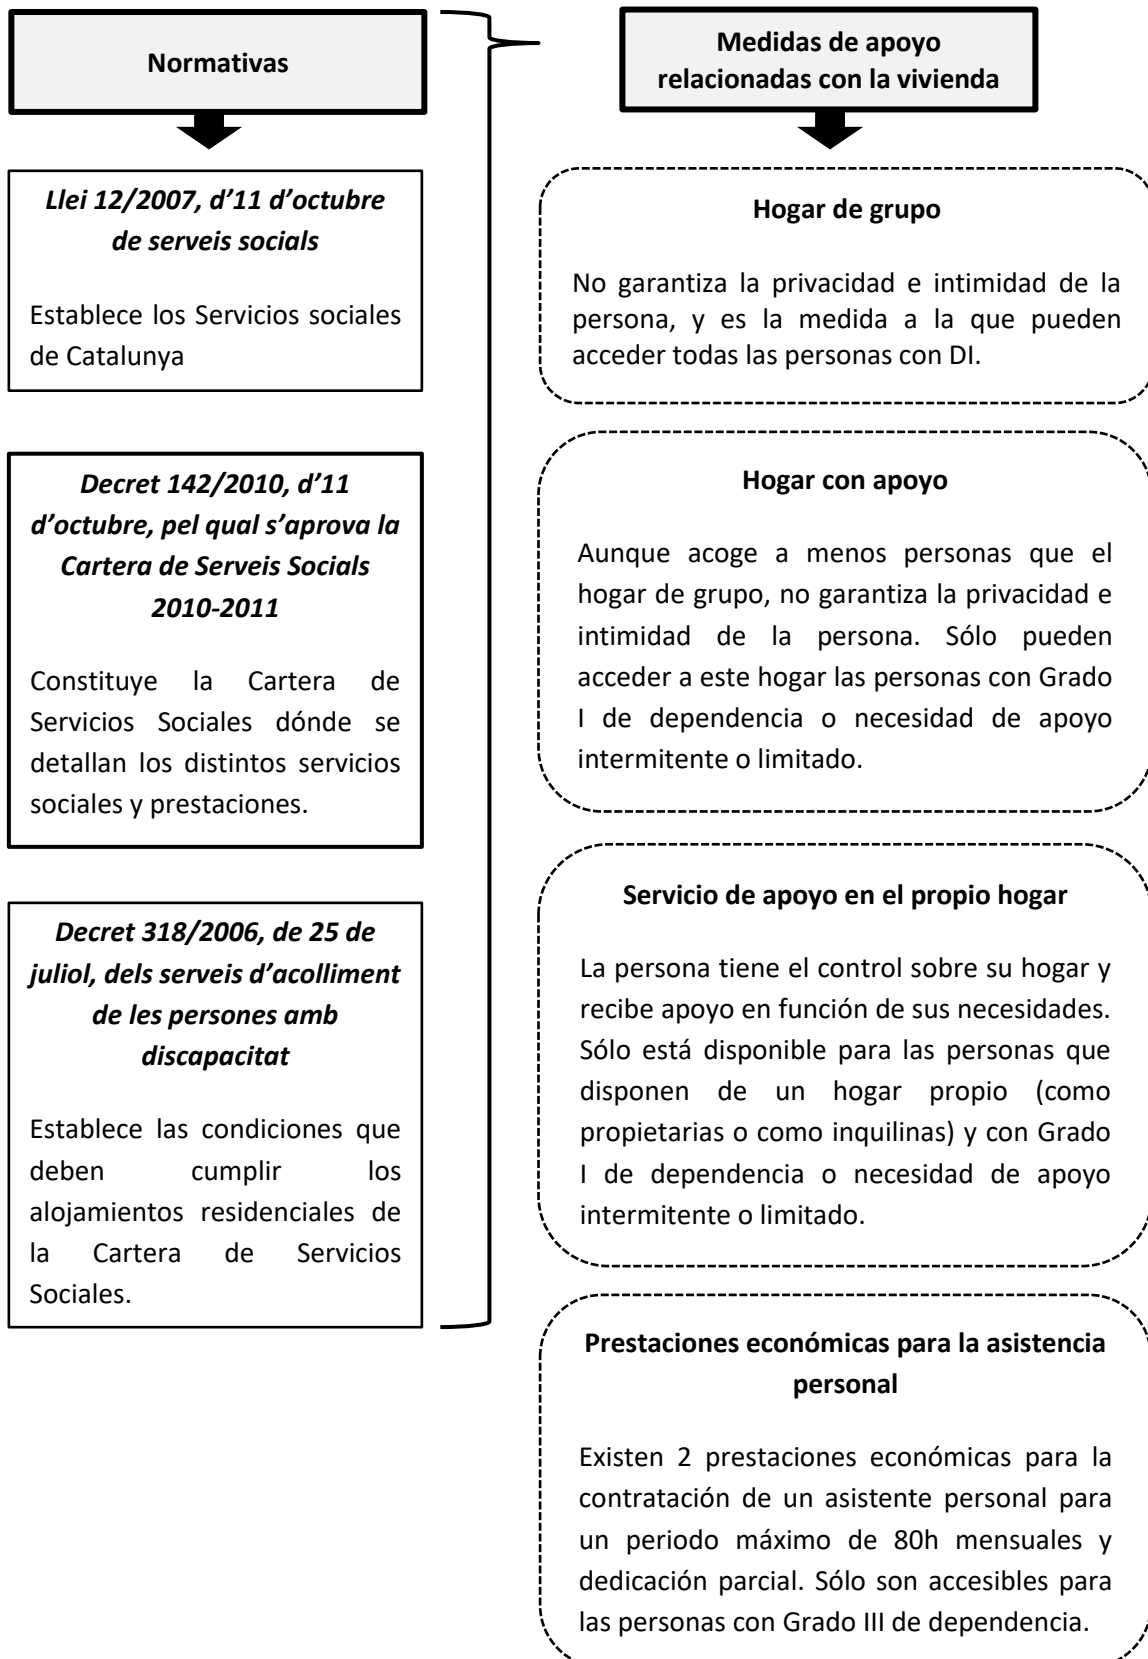 Normativas
Llei 12/2007, d’11 d’octubre
de serveis socials
Establece los Servicios sociales
de Catalunya
Decret 142/2010, d’11
d’octubre, pel qual s’aprova la
Cartera de Serveis Socials
2010-2011
Constituye la Cartera de
Servicios Sociales dónde se
detallan los distintos servicios
sociales y prestaciones.
Decret 318/2006, de 25 de
juliol, dels serveis d’acolliment
de les persones amb
discapacitat
Establece las condiciones que
deben cumplir los
alojamientos residenciales de
la Cartera de Servicios
Sociales.
Medidas de apoyo
relacionadas con la vivienda
Hogar de grupo
No garantiza la privacidad e intimidad de la
persona, y es la medida a la que pueden
acceder todas las personas con DI.
Hogar con apoyo
Aunque acoge a menos personas que el
hogar de grupo, no garantiza la privacidad e
intimidad de la persona. Sólo pueden
acceder a este hogar las personas con Grado
I de dependencia o necesidad de apoyo
intermitente o limitado.
Servicio de apoyo en el propio hogar
La persona tiene el control sobre su hogar y
recibe apoyo en función de sus necesidades.
Sólo está disponible para las personas que
disponen de un hogar propio (como
propietarias o como inquilinas) y con Grado
I de dependencia o necesidad de apoyo
intermitente o limitado.
Prestaciones económicas para la asistencia
personal
Existen 2 prestaciones económicas para la
contratación de un asistente personal para
un periodo máximo de 80h mensuales y
dedicación parcial. Sólo son accesibles para
las personas con Grado III de dependencia.